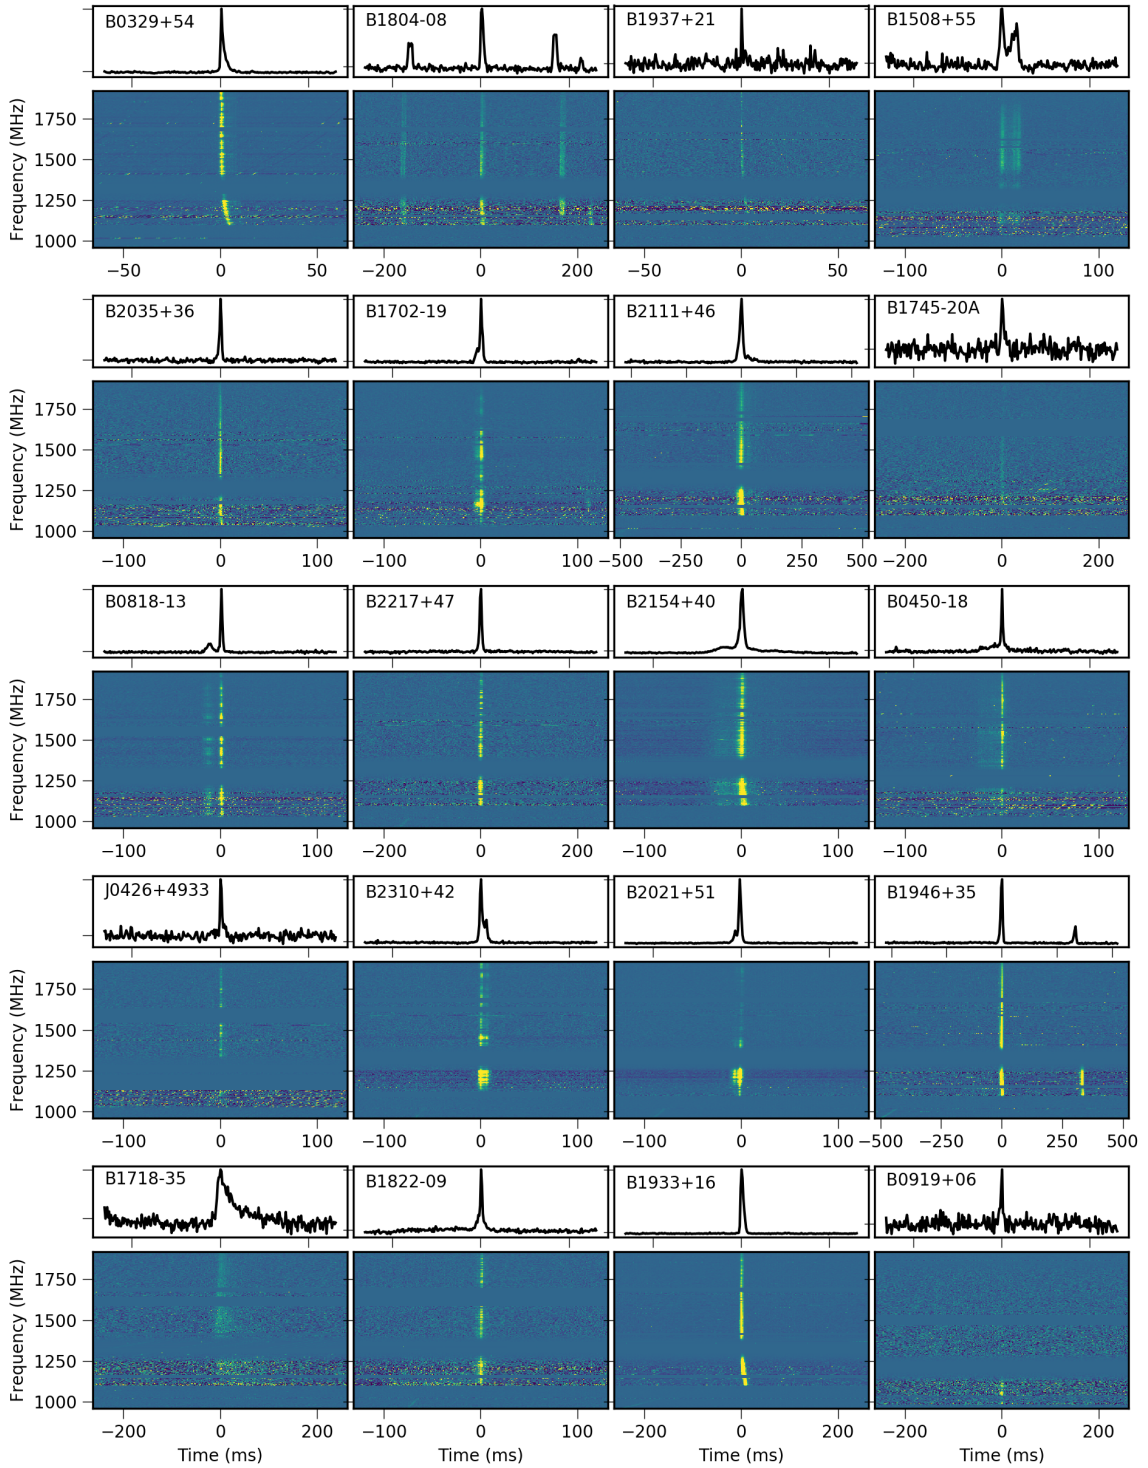 B0329+54 B1804-08 B1937+21 B1508+55
Frequency (MHz)
1750
1500
1250
1000
−50 0 50 −200 0 200 −50 0 50 −100 0 100
B2035+36 B1702-19 B2111+46 B1745-20A
Frequency (MHz)
1750
1500
1250
1000
−100 0 100 −100 0 100 −500 −250 0 250 500 −200 0 200
B0818-13 B2217+47 B2154+40 B0450-18
Frequency (MHz)
1750
1500
1250
1000
−100 0 100 −200 0 200 −100 0 100 −100 0 100
J0426+4933 B2310+42 B2021+51 B1946+35
Frequency (MHz)
1750
1500
1250
1000
−100 0 100 −100 0 100 −100 0 100 −500 −250 0 250 500
B1718-35 B1822-09 B1933+16 B0919+06
Frequency (MHz)
1750
1500
1250
1000
−200 0 200 −100 0 100 −100 0 100 −100 0 100
Time (ms) Time (ms) Time (ms) Time (ms)